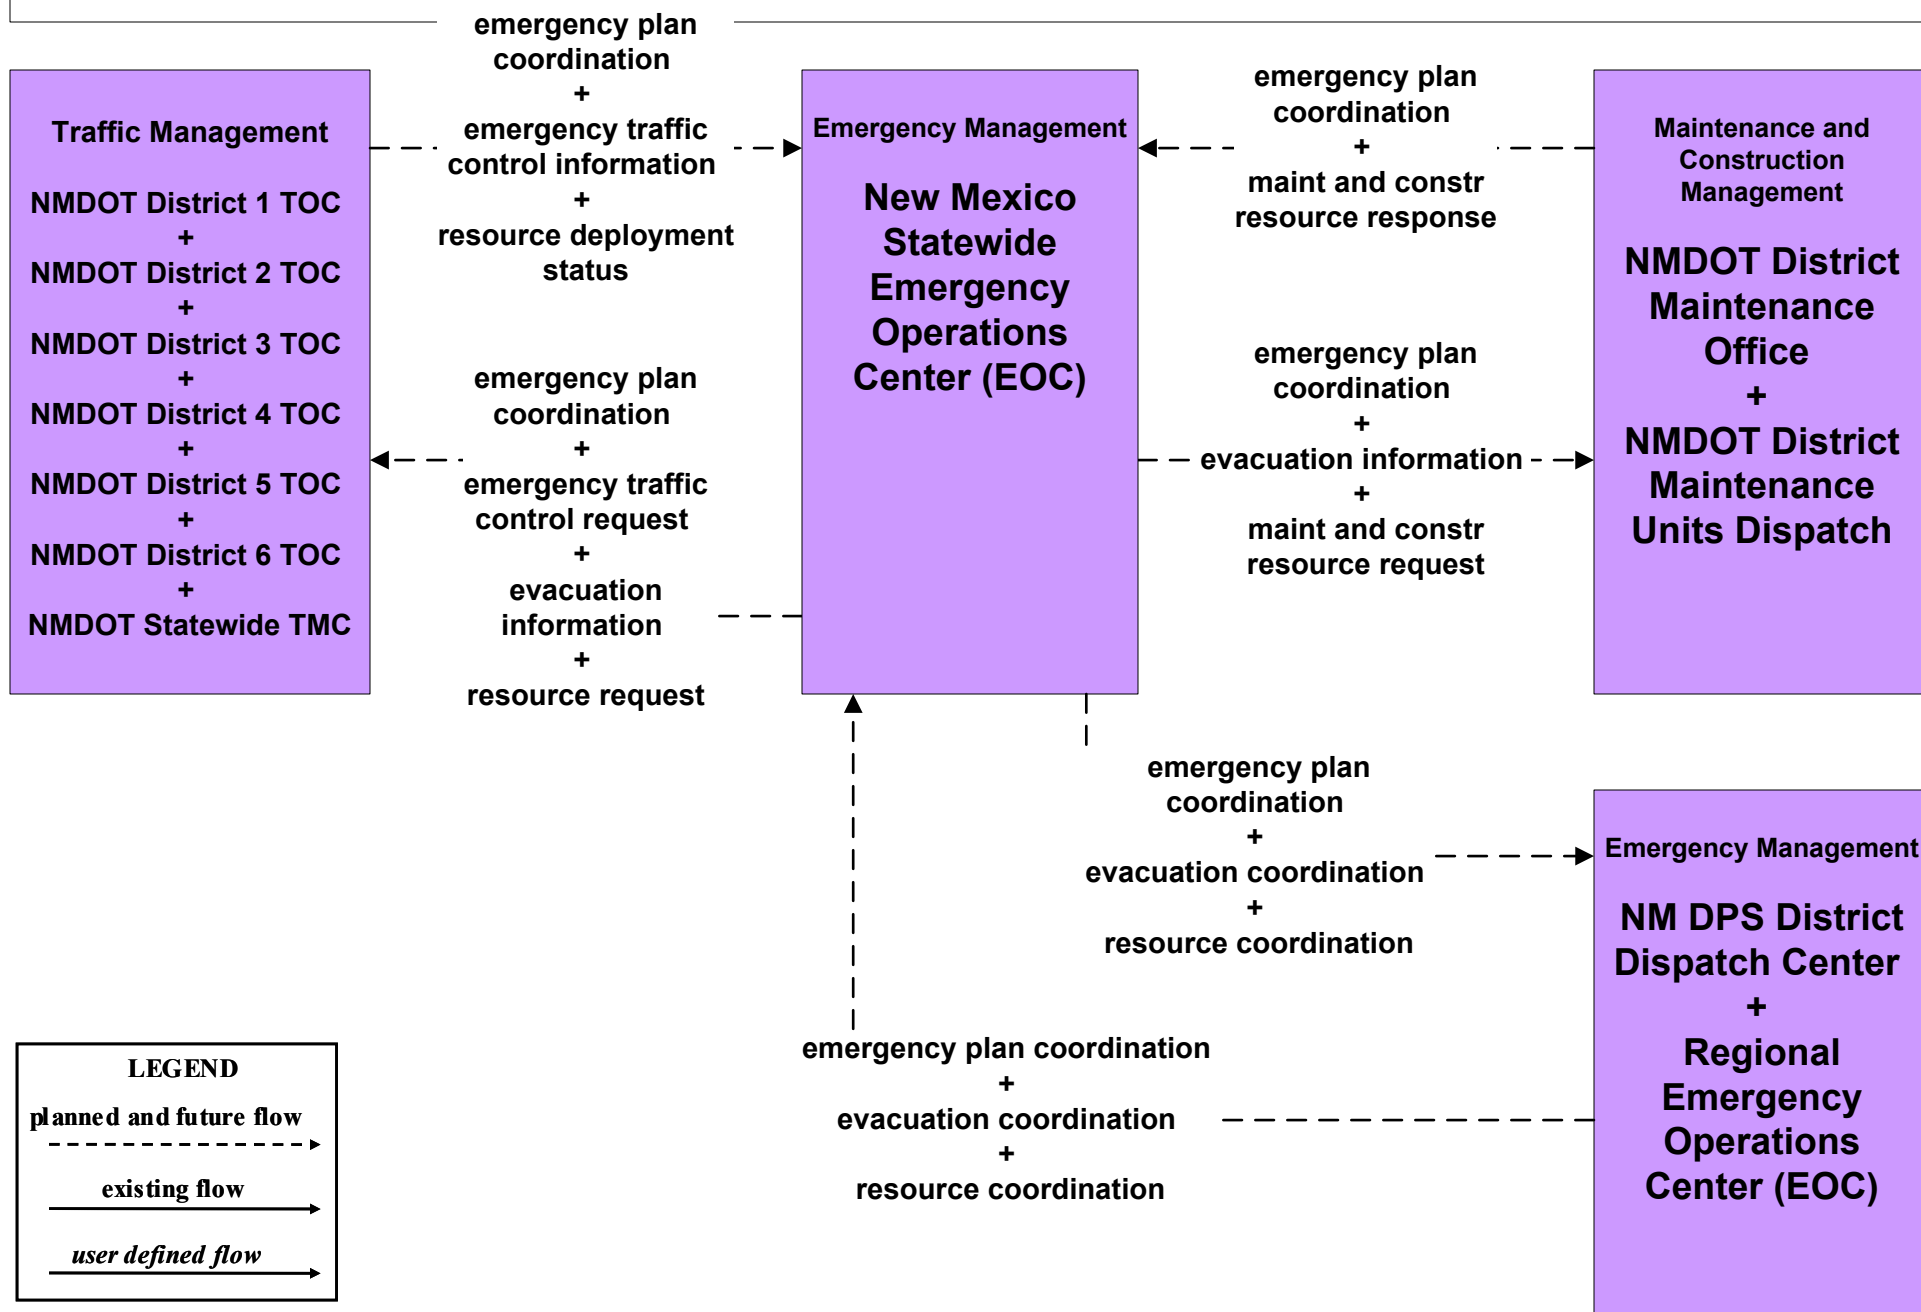 emergency plan
coordination
+
emergency traffic
control information
+
resource deployment
status
Traffic Management
NMDOT District 1 TOC
+
NMDOT District 2 TOC
+
NMDOT District 3 TOC
+
NMDOT District 4 TOC
+
NMDOT District 5 TOC
+
NMDOT District 6 TOC
+
NMDOT Statewide TMC
emergency plan
coordination
+
emergency traffic
control request
+
evacuation
information
+
resource request
Emergency Management
New Mexico
Statewide
Emergency
Operations
Center (EOC)
emergency plan
coordination
+
maint and constr
resource response
emergency plan
coordination
+
evacuation information
+
maint and constr
resource request
Maintenance and
Construction
Management
NMDOT District
Maintenance
Office
+
NMDOT District
Maintenance
Units Dispatch
emergency plan
coordination
+
evacuation coordination
+
resource coordination
Emergency Management
NM DPS District
Dispatch Center
+
Regional
Emergency
Operations
Center (EOC)
emergency plan coordination
+
evacuation coordination
+
resource coordination
LEGEND
planned and future flow
existing flow
user defined flow